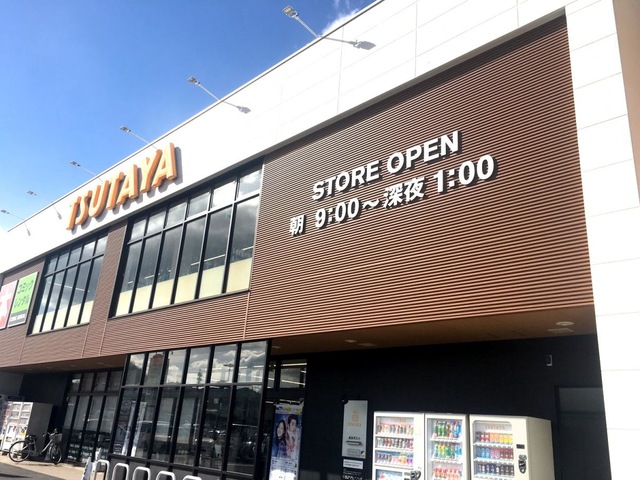 TSUTAYA
STORE OPEN
朝 9:00~深夜 1:00